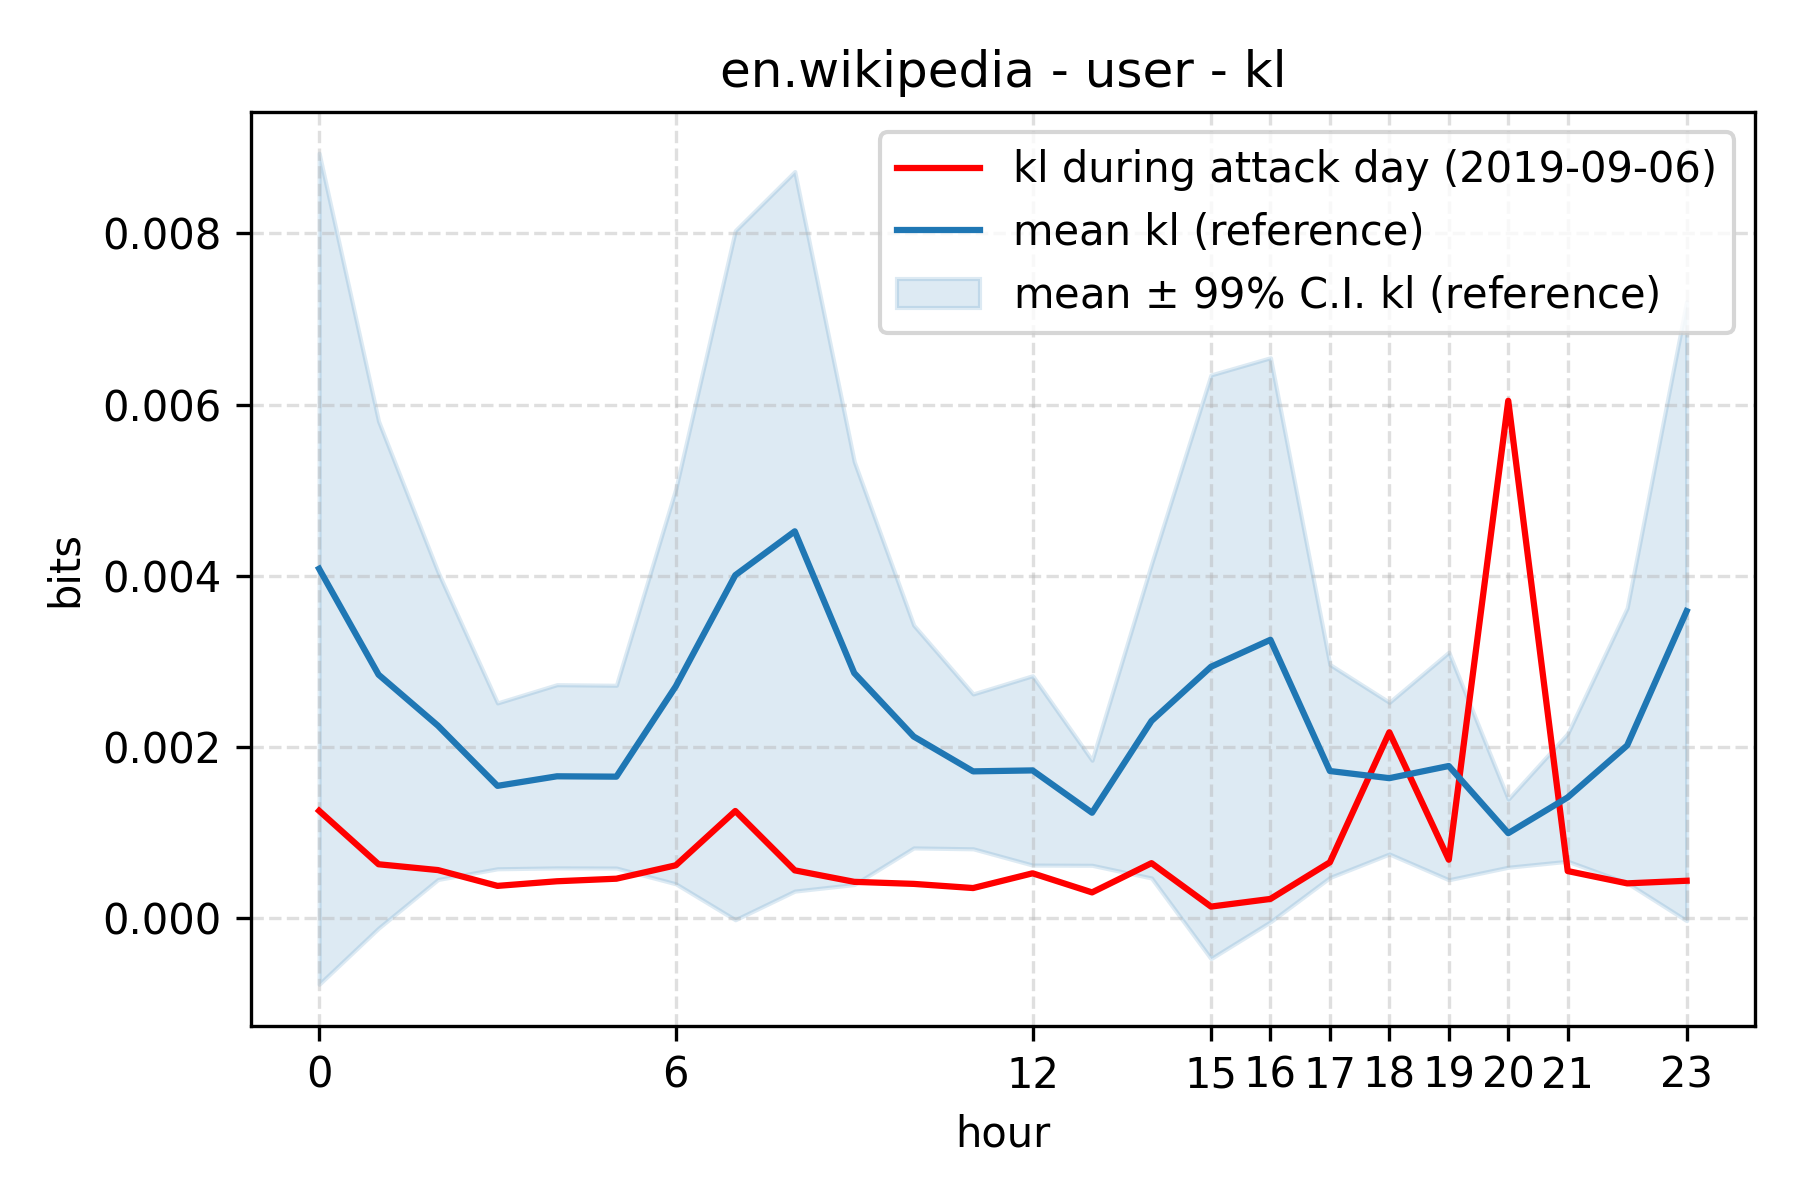 en.wikipedia - user - kl
kl during attack day (2019-09-06)
mean kl (reference)
mean ± 99% C.I. kl (reference)
bits
0.008
0.006
0.004
0.002
0.000
0 6 12 15 16 17 18 19 20 21 23
hour